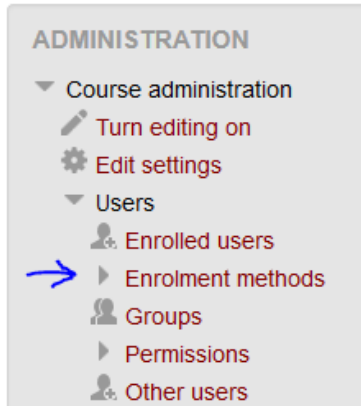 ADMINISTRATION
Course administration
Turn editing on
Edit settings
Users
Enrolled users
Enrolment methods
Groups
Permissions
Other users